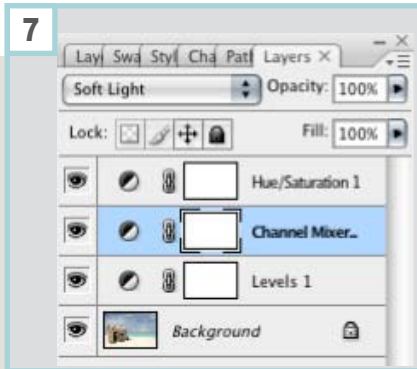 7
Lay Swa Styl Cha Patl Layers ×
Soft Light Opacity: 100%
Lock: Fill: 100%
Hue/Saturation 1
Channel Mixer...
Levels 1
Background